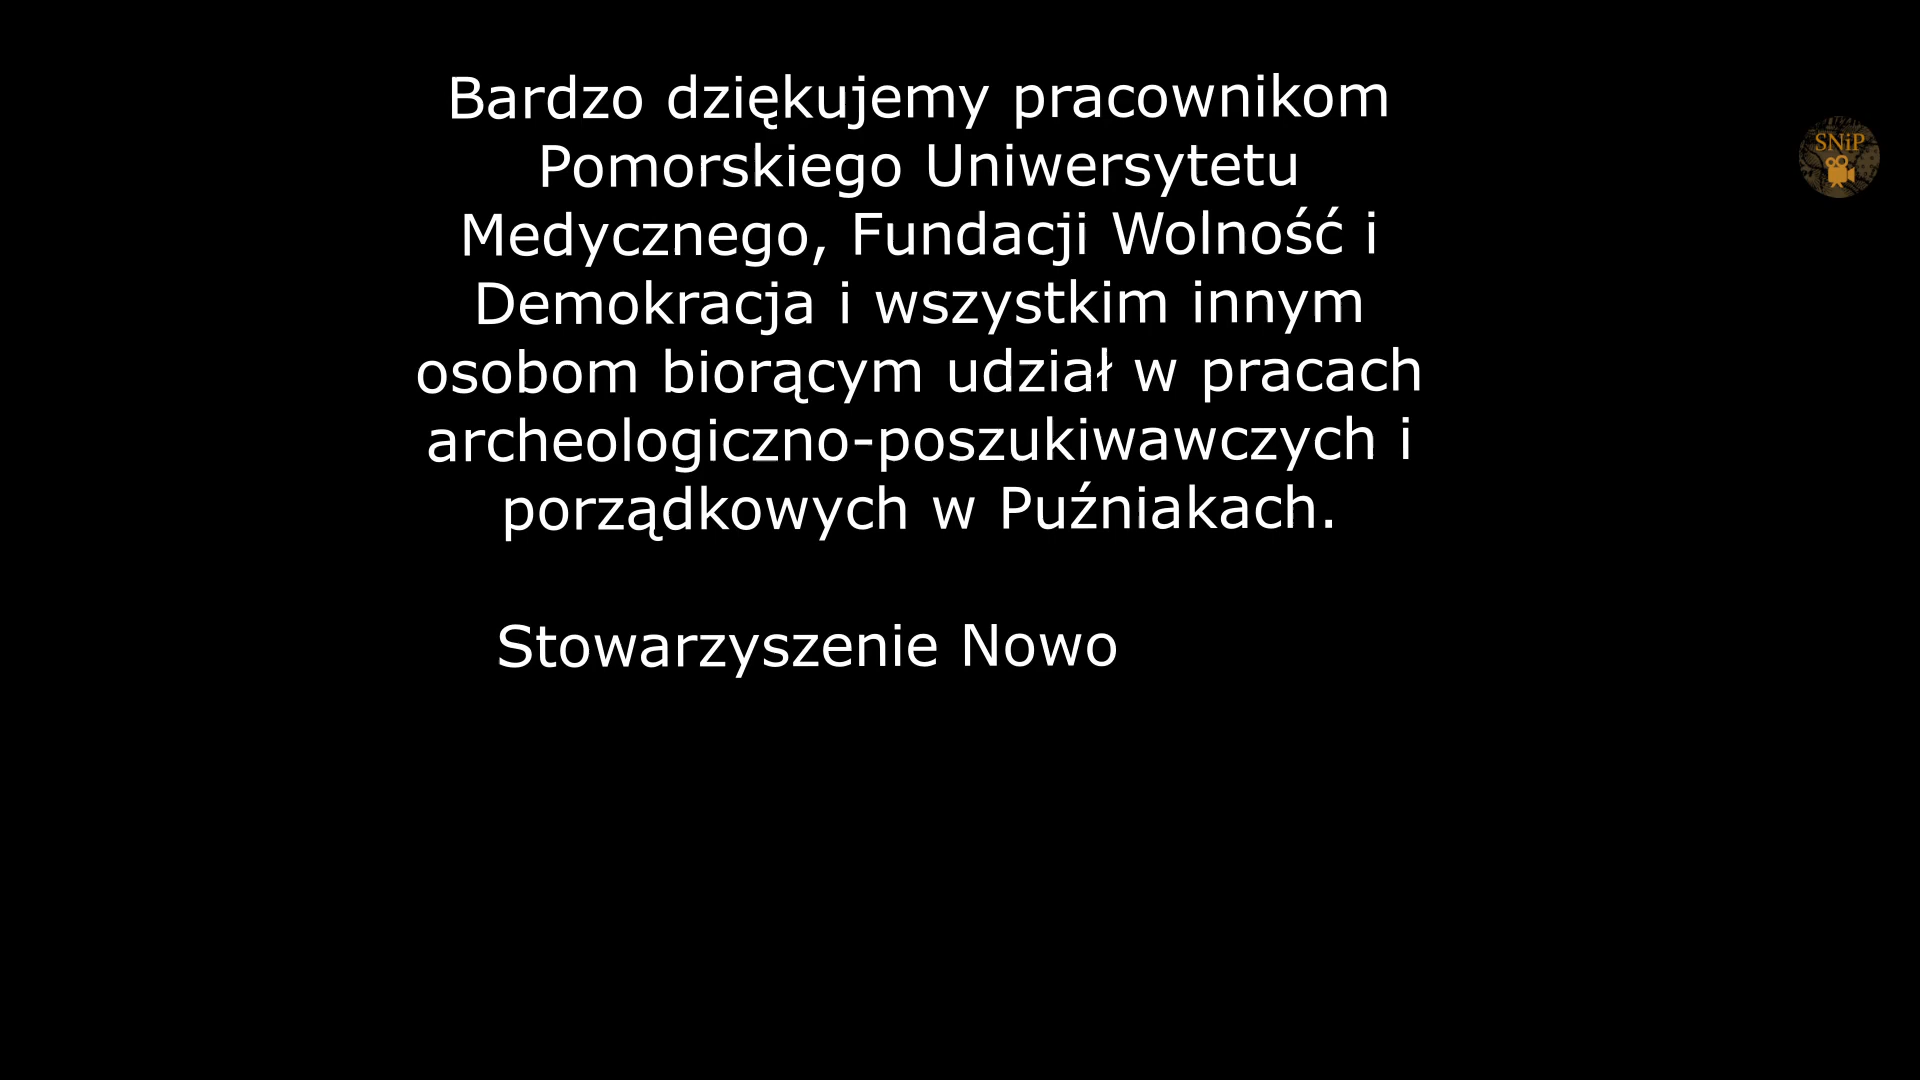 Bardzo dziękujemy pracownikom
Pomorskiego Uniwersytetu
Medycznego, Fundacji Wolność i
Demokracja i wszystkim innym
osobom biorącym udział w pracach
archeologiczno-poszukiwawczych i
porządkowych w Puźniakach.
Stowarzyszenie Nowo
SNiP